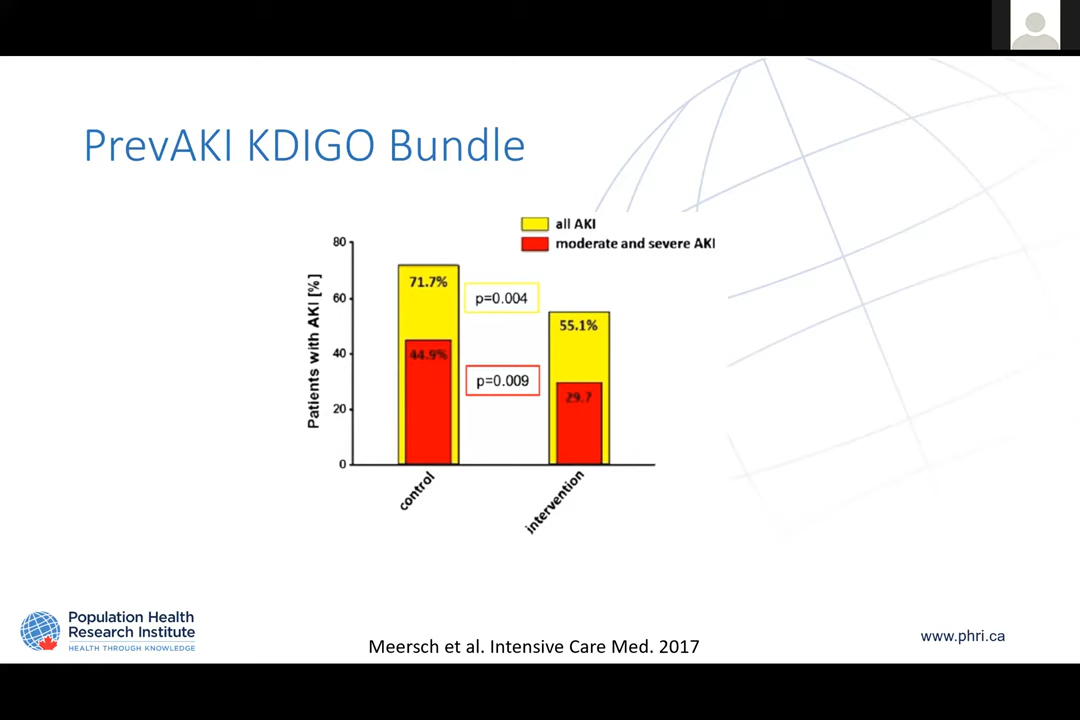 PrevAKI KDIGO Bundle
all AKI
moderate and severe AKI
Patients with AKI [%]
80
60
40
20
0
71.7%
p=0.004
55.1%
44.9%
p=0.009
29.7
control
intervention
Population Health
Research Institute
HEALTH THROUGH KNOWLEDGE
Meersch et al. Intensive Care Med. 2017
www.phri.ca